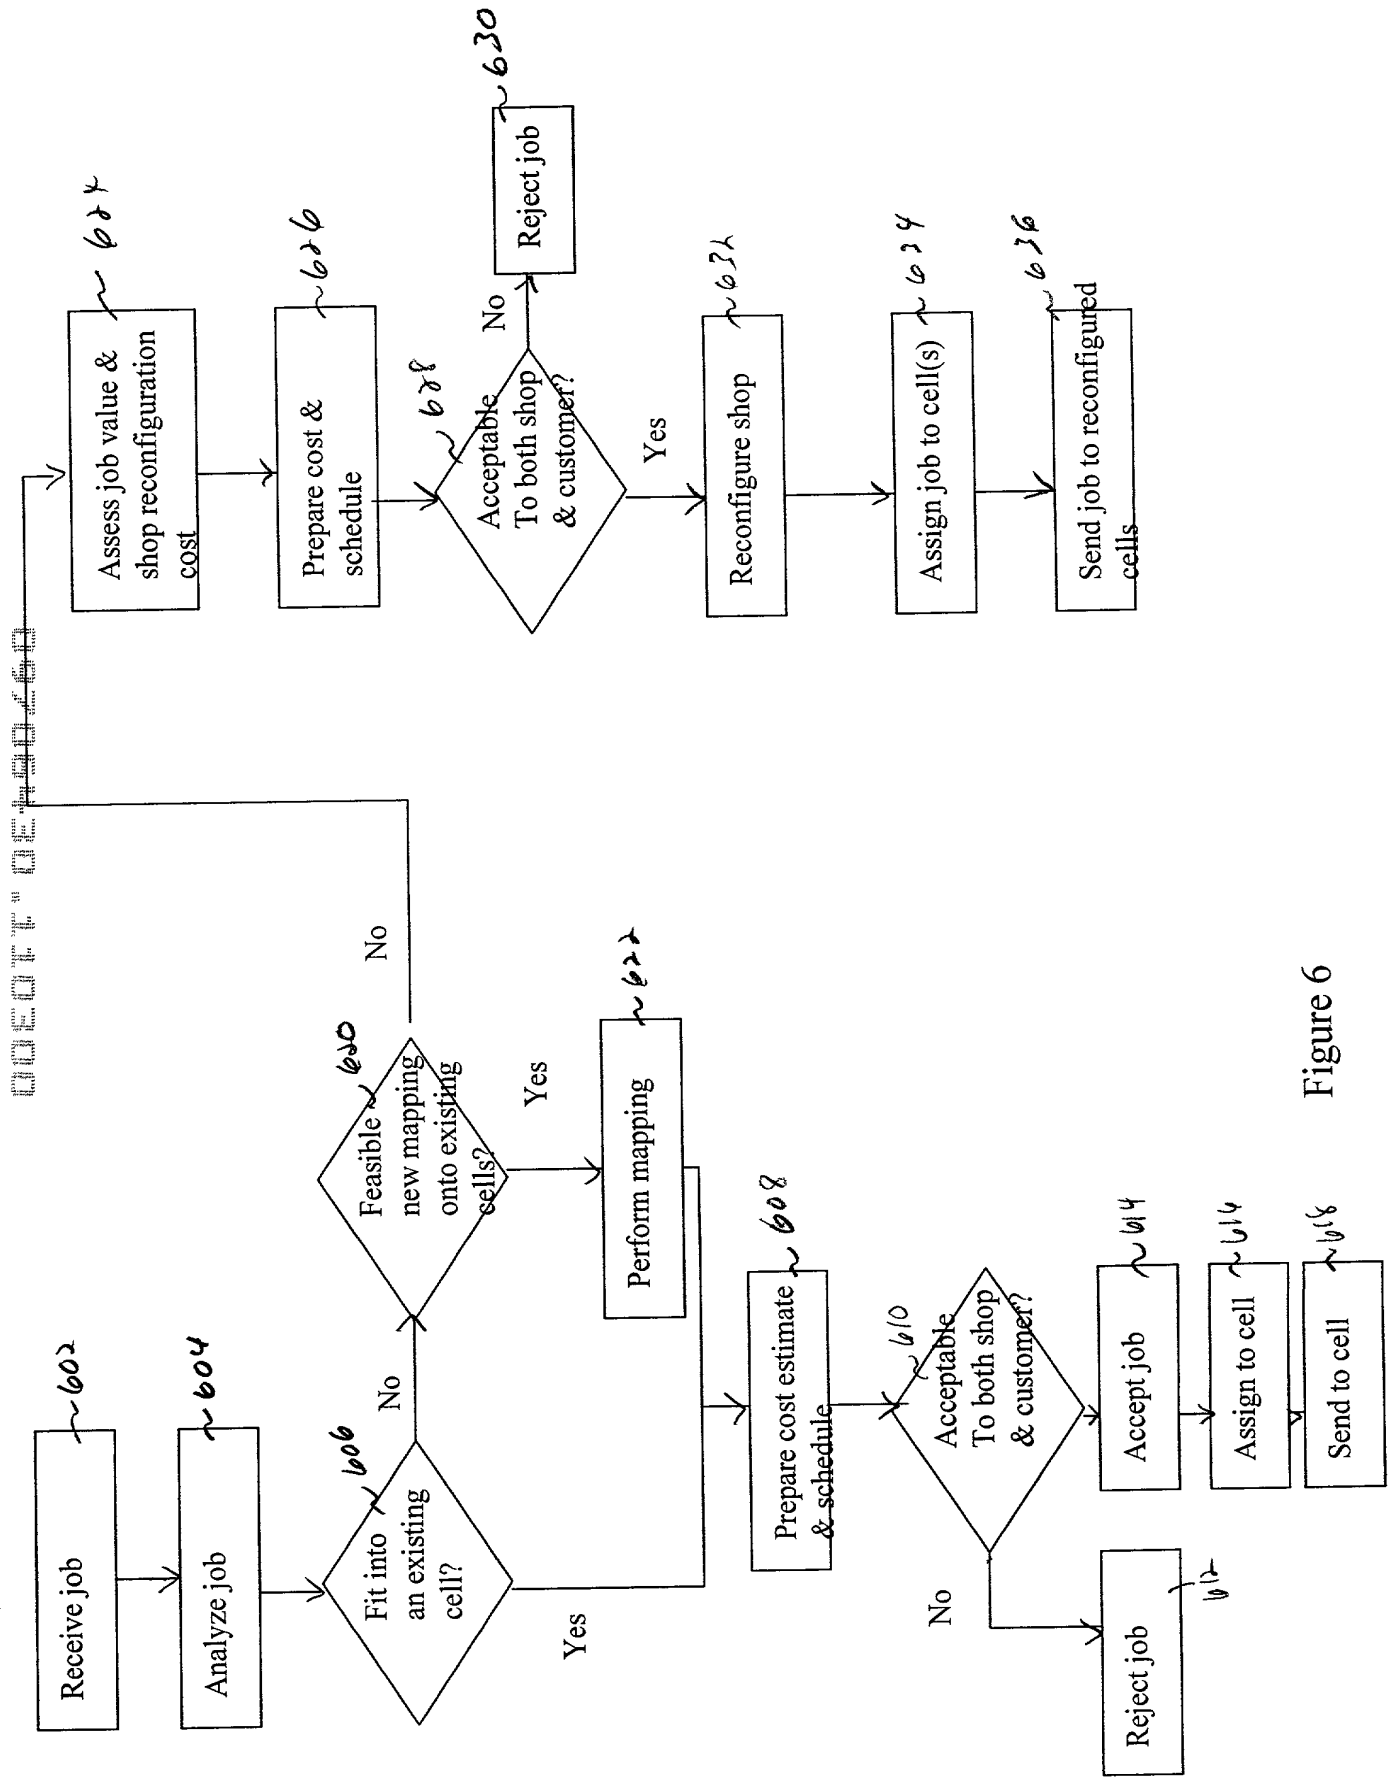 Receive job
602
Analyze job
604
Fit into
an existing
cell?
606
No
Yes
Feasible
new mapping
onto existing
cells?
620
No
Yes
Perform mapping
622
Prepare cost estimate
& schedule
608
Acceptable
To both shop
& customer?
610
No
Reject job
612
Accept job
614
Assign to cell
616
Send to cell
618
Assess job value &
shop reconfiguration
cost
624
Prepare cost &
schedule
626
Acceptable
To both shop
& customer?
628
No
Reject job
630
Yes
Reconfigure shop
632
Assign job to cell(s)
634
Send job to reconfigured
cells
636
Figure 6